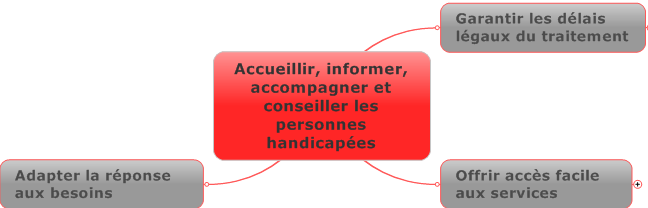 Garantir les délais
légaux du traitement
Accueillir, informer,
accompagner et
conseiller les
personnes
handicapées
Adapter la réponse
aux besoins
Offrir accès facile
aux services